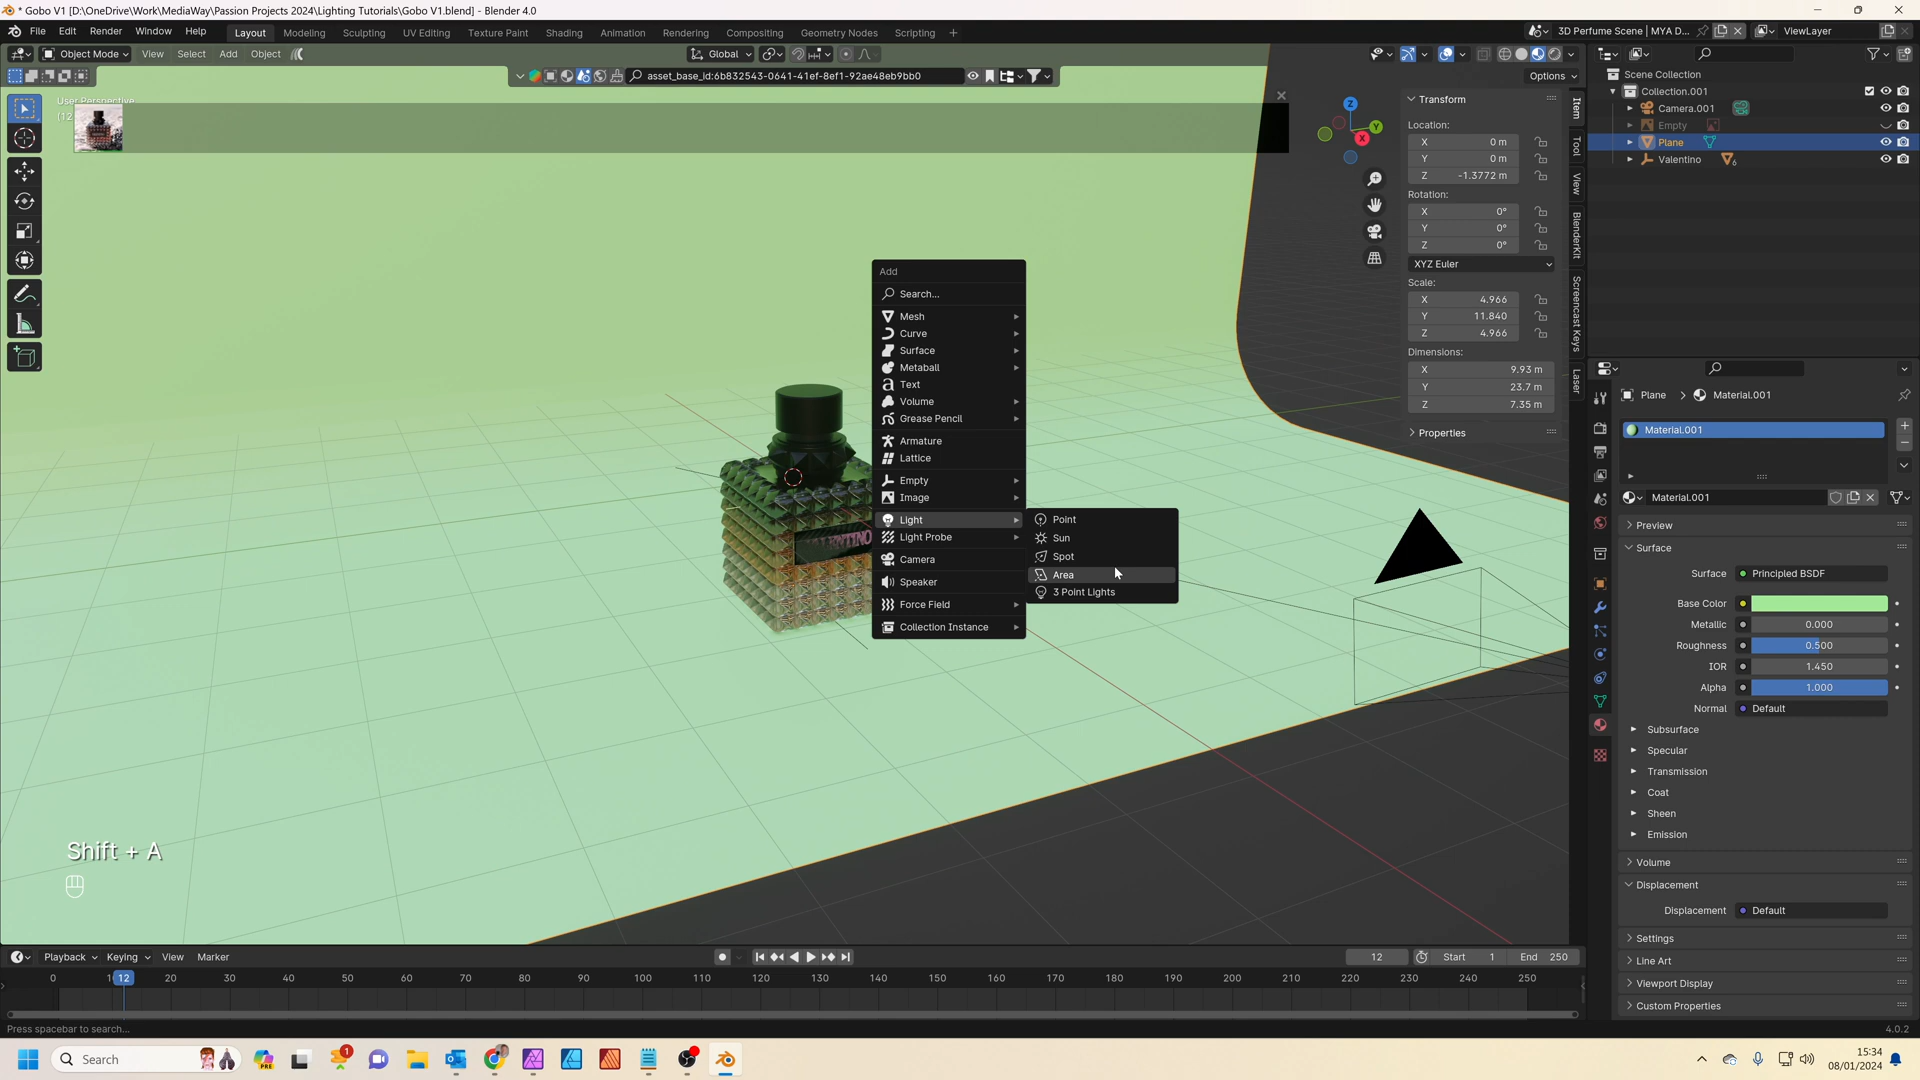 * Gobo V1 [D:\OneDrive\Work\MediaWay\Passion Projects 2024\Lighting Tutorials\Gobo V1.blend] - Blender 4.0
File Edit Render Window Help Layout Modeling Sculpting UV Editing Texture Paint Shading Animation Rendering Compositing Geometry Nodes Scripting + 3D Perfume Scene | MYA D... ViewLayer
Object Mode View Select Add Object Global
asset_base_id:6b832543-0641-41ef-8ef1-92ae48eb9bb0 Options
User Perspective
(12
Z
Y
X
Transform
Location:
X 0 m
Y 0 m
Z -1.3772 m
Rotation:
X 0°
Y 0°
Z 0°
XYZ Euler
Scale:
X 4.966
Y 11.840
Z 4.966
Dimensions:
X 9.93 m
Y 23.7 m
Z 7.35 m
Properties
Item
Tool
View
BlenderKit
Screencast Keys
Laser
Scene Collection
Collection.001
Camera.001
Empty
Plane
Valentino
6
Add
Search...
Mesh
Curve
Surface
Metaball
Text
Volume
Grease Pencil
Armature
Lattice
Empty
Image
Light
Light Probe
Camera
Speaker
Force Field
Collection Instance
Point
Sun
Spot
Area
3 Point Lights
Shift + A
Plane > Material.001
Material.001
Material.001
Preview
Surface
Surface Principled BSDF
Base Color
Metallic 0.000
Roughness 0.500
IOR 1.450
Alpha 1.000
Normal Default
Subsurface
Specular
Transmission
Coat
Sheen
Emission
Volume
Displacement
Displacement Default
Settings
Line Art
Viewport Display
Custom Properties
Playback Keying View Marker 12 Start 1 End 250
0 1 12 20 30 40 50 60 70 80 90 100 110 120 130 140 150 160 170 180 190 200 210 220 230 240 250
Press spacebar to search... 4.0.2
Search PRE 1 15:34
08/01/2024